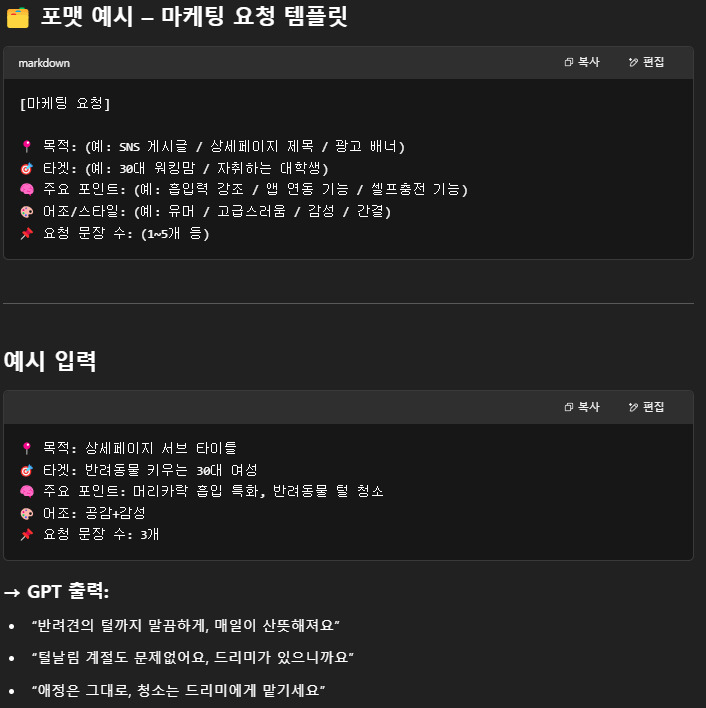 🗂️ 포맷 예시 – 마케팅 요청 템플릿
markdown 복사 편집
[마케팅 요청]
📍 목적: (예: SNS 게시글 / 상세페이지 제목 / 광고 배너)
🎯 타겟: (예: 30대 워킹맘 / 자취하는 대학생)
🧠 주요 포인트: (예: 흡입력 강조 / 앱 연동 기능 / 셀프충전 기능)
🎨 어조/스타일: (예: 유머 / 고급스러움 / 감성 / 간결)
📌 요청 문장 수: (1~5개 등)
예시 입력
복사 편집
📍 목적: 상세페이지 서브 타이틀
🎯 타겟: 반려동물 키우는 30대 여성
🧠 주요 포인트: 머리카락 흡입 특화, 반려동물 털 청소
🎨 어조: 공감+감성
📌 요청 문장 수: 3개
→ GPT 출력:
• “반려견의 털까지 말끔하게, 매일이 산뜻해져요”
• “털날림 계절도 문제없어요, 드리미가 있으니까요”
• “애정은 그대로, 청소는 드리미에게 맡기세요”